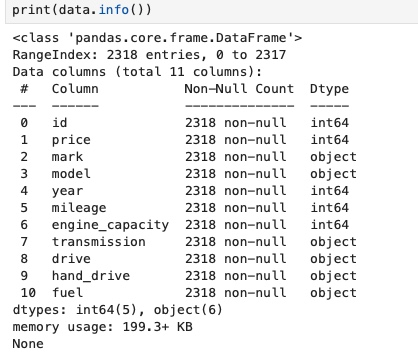 print(data.info())
<class 'pandas.core.frame.DataFrame'>
RangeIndex: 2318 entries, 0 to 2317
Data columns (total 11 columns):
 #   Column           Non-Null Count  Dtype
---  ------           --------------  -----
 0   id               2318 non-null   int64
 1   price            2318 non-null   int64
 2   mark             2318 non-null   object
 3   model            2318 non-null   object
 4   year             2318 non-null   int64
 5   mileage          2318 non-null   int64
 6   engine_capacity  2318 non-null   int64
 7   transmission     2318 non-null   object
 8   drive            2318 non-null   object
 9   hand_drive       2318 non-null   object
 10  fuel             2318 non-null   object
dtypes: int64(5), object(6)
memory usage: 199.3+ KB
None